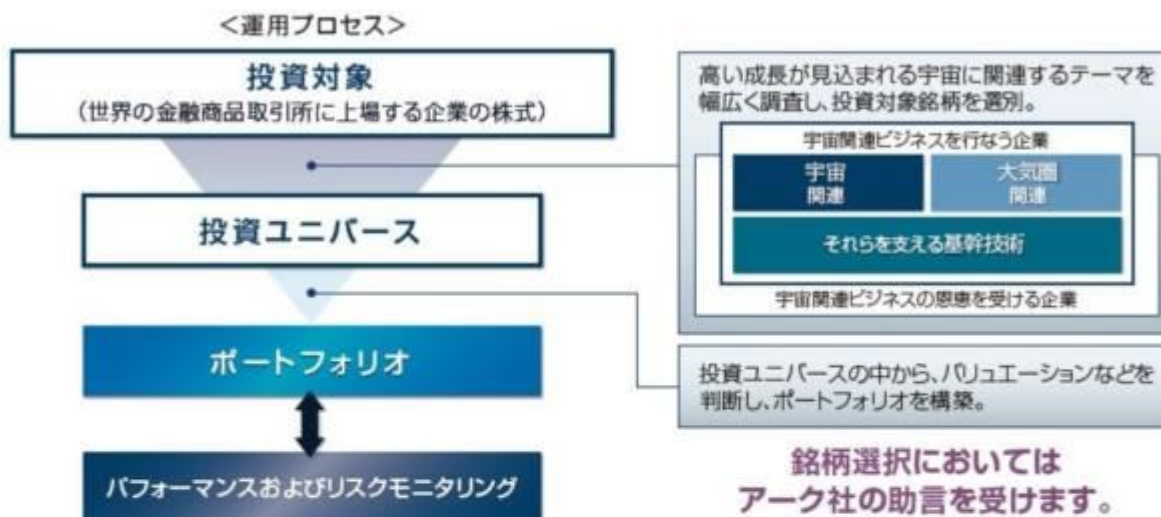 ＜運用プロセス＞
投資対象
（世界の金融商品取引所に上場する企業の株式）
高い成長が見込まれる宇宙に関連するテーマを
幅広く調査し、投資対象銘柄を選別。
宇宙関連ビジネスを行なう企業
宇宙
関連
大気圏
関連
それらを支える基幹技術
宇宙関連ビジネスの恩恵を受ける企業
投資ユニバース
ポートフォリオ
投資ユニバースの中から、バリュエーションなどを
判断し、ポートフォリオを構築。
パフォーマンスおよびリスクモニタリング
銘柄選択においては
アーク社の助言を受けます。